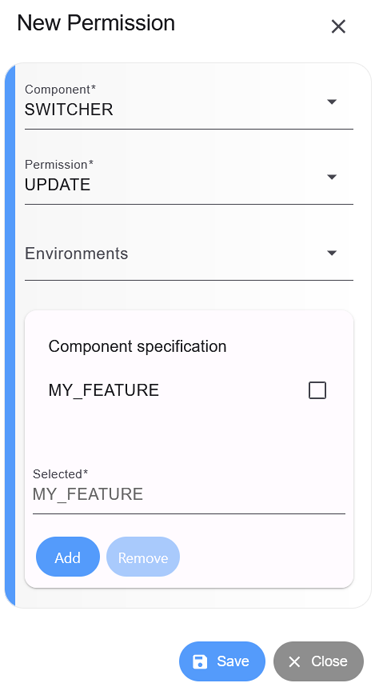 New Permission
Component*
SWITCHER
Permission*
UPDATE
Environments
Component specification
MY_FEATURE
Selected*
MY_FEATURE
Add
Remove
Save
Close